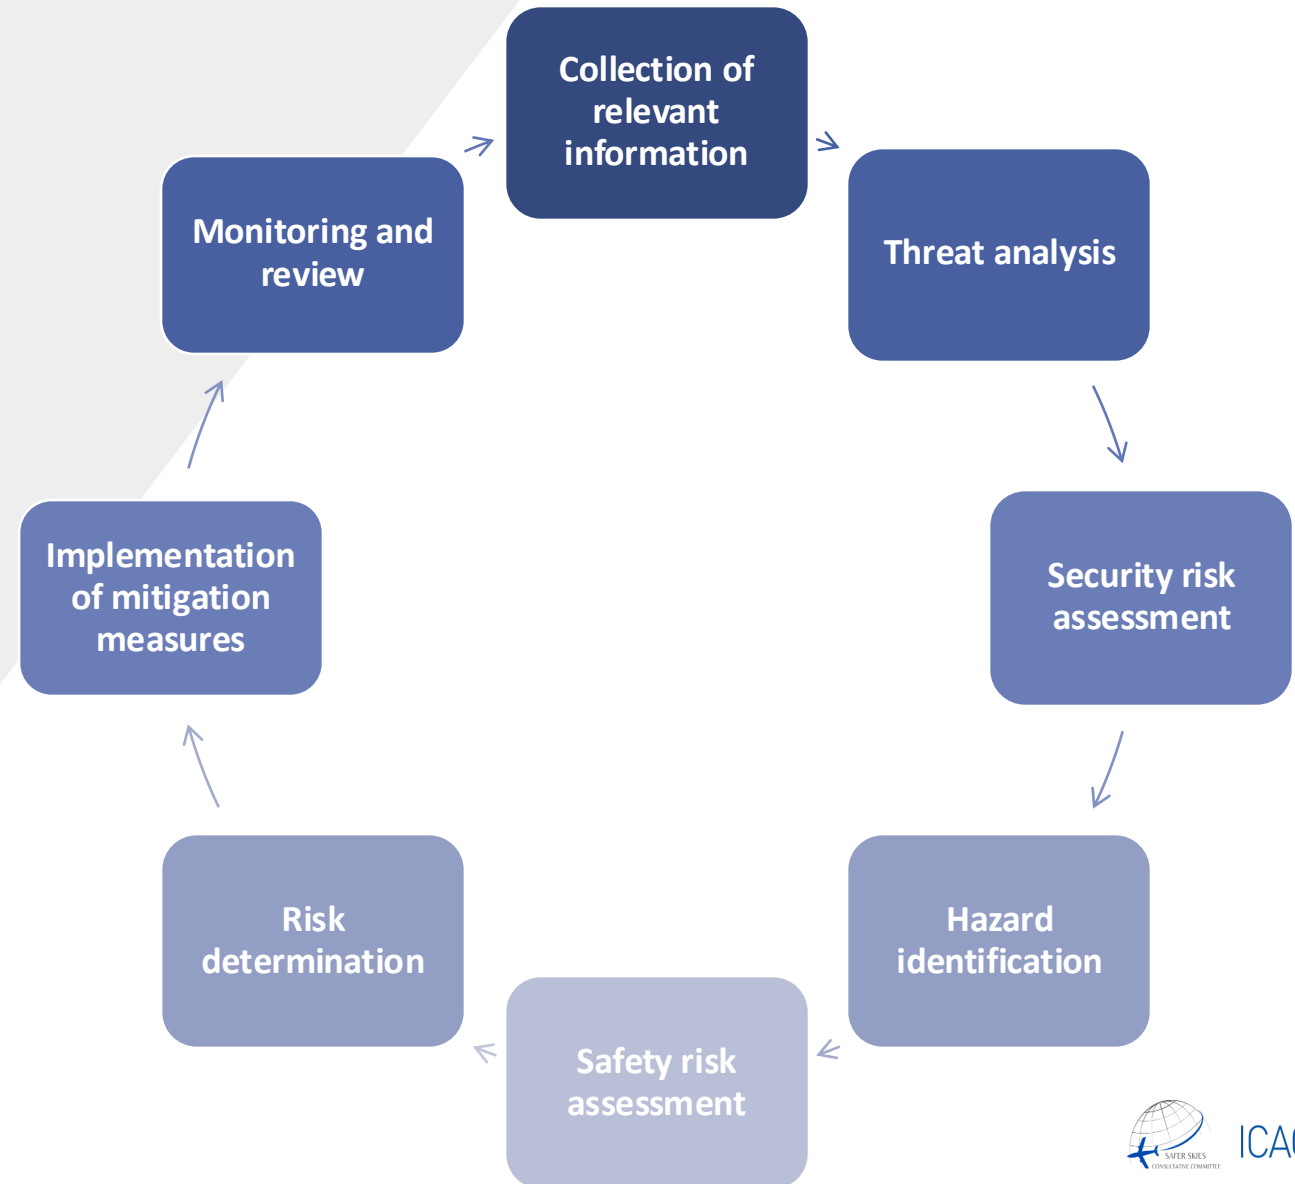 Collection of
relevant
information
Threat analysis
Security risk
assessment
Hazard
identification
Safety risk
assessment
Risk
determination
Implementation
of mitigation
measures
Monitoring and
review
SAFER SKIES
CONSULTATIVE COMMITTEE